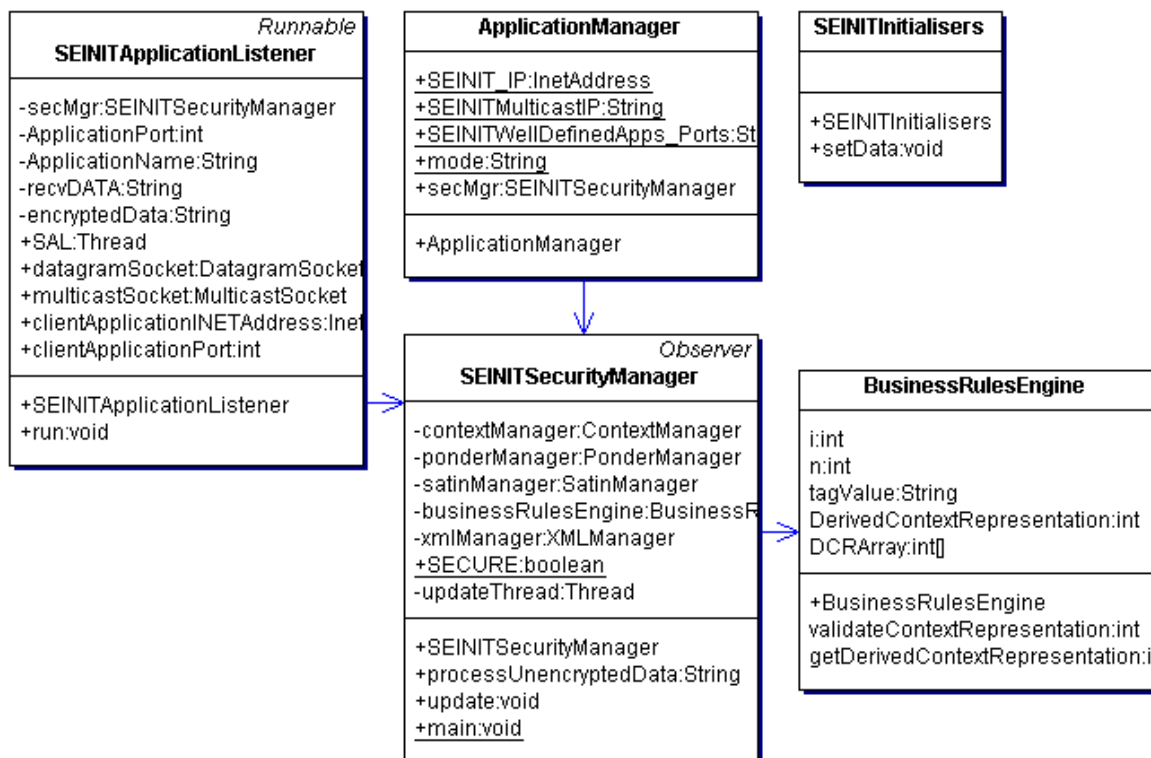 Runnable
SEINITApplicationListener
-secMgr:SEINITSecurityManager
-ApplicationPort:int
-ApplicationName:String
-recvDATA:String
-encryptedData:String
+SAL:Thread
+datagramSocket:DatagramSocket
+multicastSocket:MulticastSocket
+clientApplicationINETAddress:Inet
+clientApplicationPort:int
+SEINITApplicationListener
+run:void
ApplicationManager
+SEINIT_IP:InetAddress
+SEINITMulticastIP:String
+SEINITWellDefinedApps_Ports:St
+mode:String
+secMgr:SEINITSecurityManager
+ApplicationManager
SEINITInitialisers
+SEINITInitialisers
+setData:void
Observer
SEINITSecurityManager
-contextManager:ContextManager
-ponderManager:PonderManager
-satinManager:SatinManager
-businessRulesEngine:BusinessR
-xmlManager:XMLManager
+SECURE:boolean
-updateThread:Thread
+SEINITSecurityManager
+processUnencryptedData:String
+update:void
+main:void
BusinessRulesEngine
i:int
n:int
tagValue:String
DerivedContextRepresentation:int
DCRArray:int[]
+BusinessRulesEngine
validateContextRepresentation:int
getDerivedContextRepresentation:i